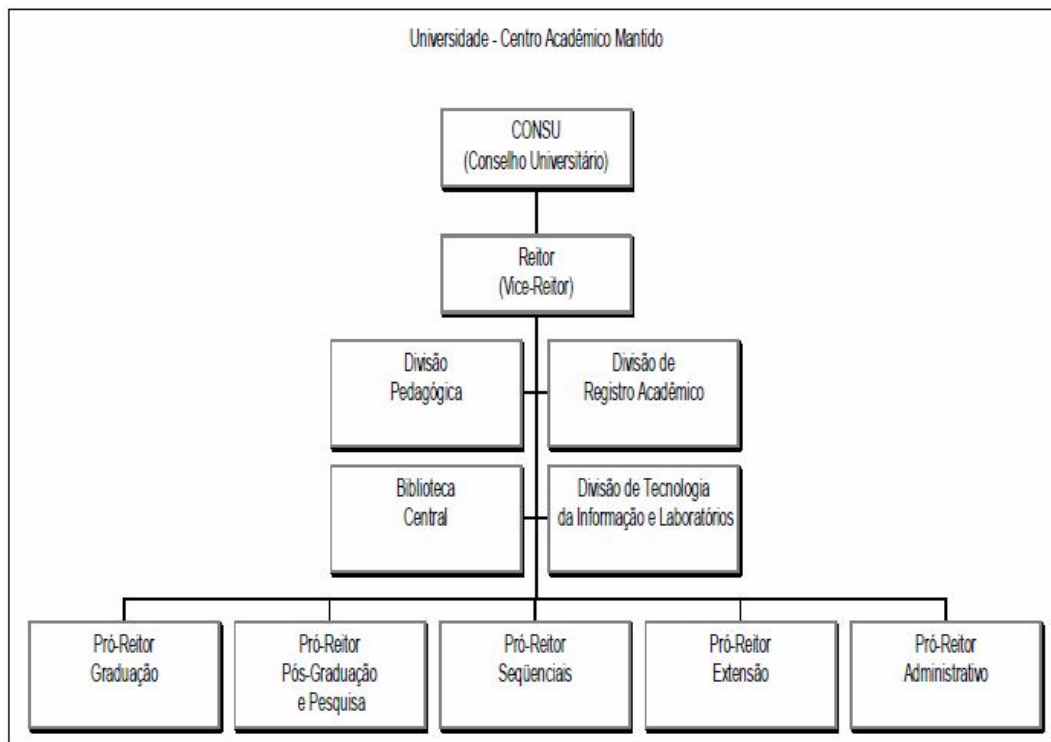 Universidade - Centro Acadêmico Mantido
CONSU
(Conselho Universitário)
Reitor
(Vice-Reitor)
Divisão
Pedagógica
Divisão de
Registro Acadêmico
Biblioteca
Central
Divisão de Tecnologia
da Informação e Laboratórios
Pró-Reitor
Graduação
Pró-Reitor
Pós-Graduação
e Pesquisa
Pró-Reitor
Seqüenciais
Pró-Reitor
Extensão
Pró-Reitor
Administrativo